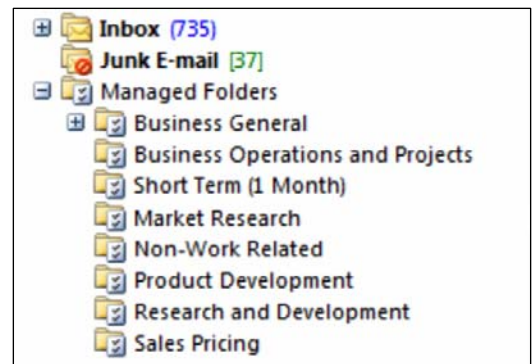 Inbox (735)
Junk E-mail [37]
Managed Folders
Business General
Business Operations and Projects
Short Term (1 Month)
Market Research
Non-Work Related
Product Development
Research and Development
Sales Pricing